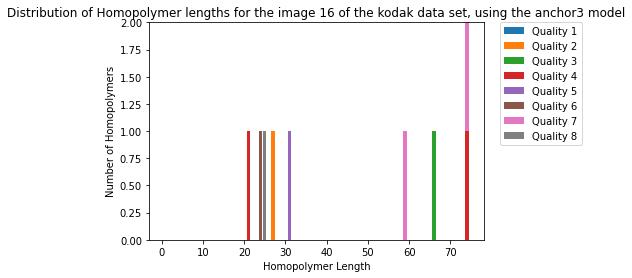 Distribution of Homopolymer lengths for the image 16 of the kodak data set, using the anchor3 model
2.00
1.75
1.50
1.25
1.00
0.75
0.50
0.25
0.00
Number of Homopolymers
0 10 20 30 40 50 60 70
Homopolymer Length
Quality 1
Quality 2
Quality 3
Quality 4
Quality 5
Quality 6
Quality 7
Quality 8